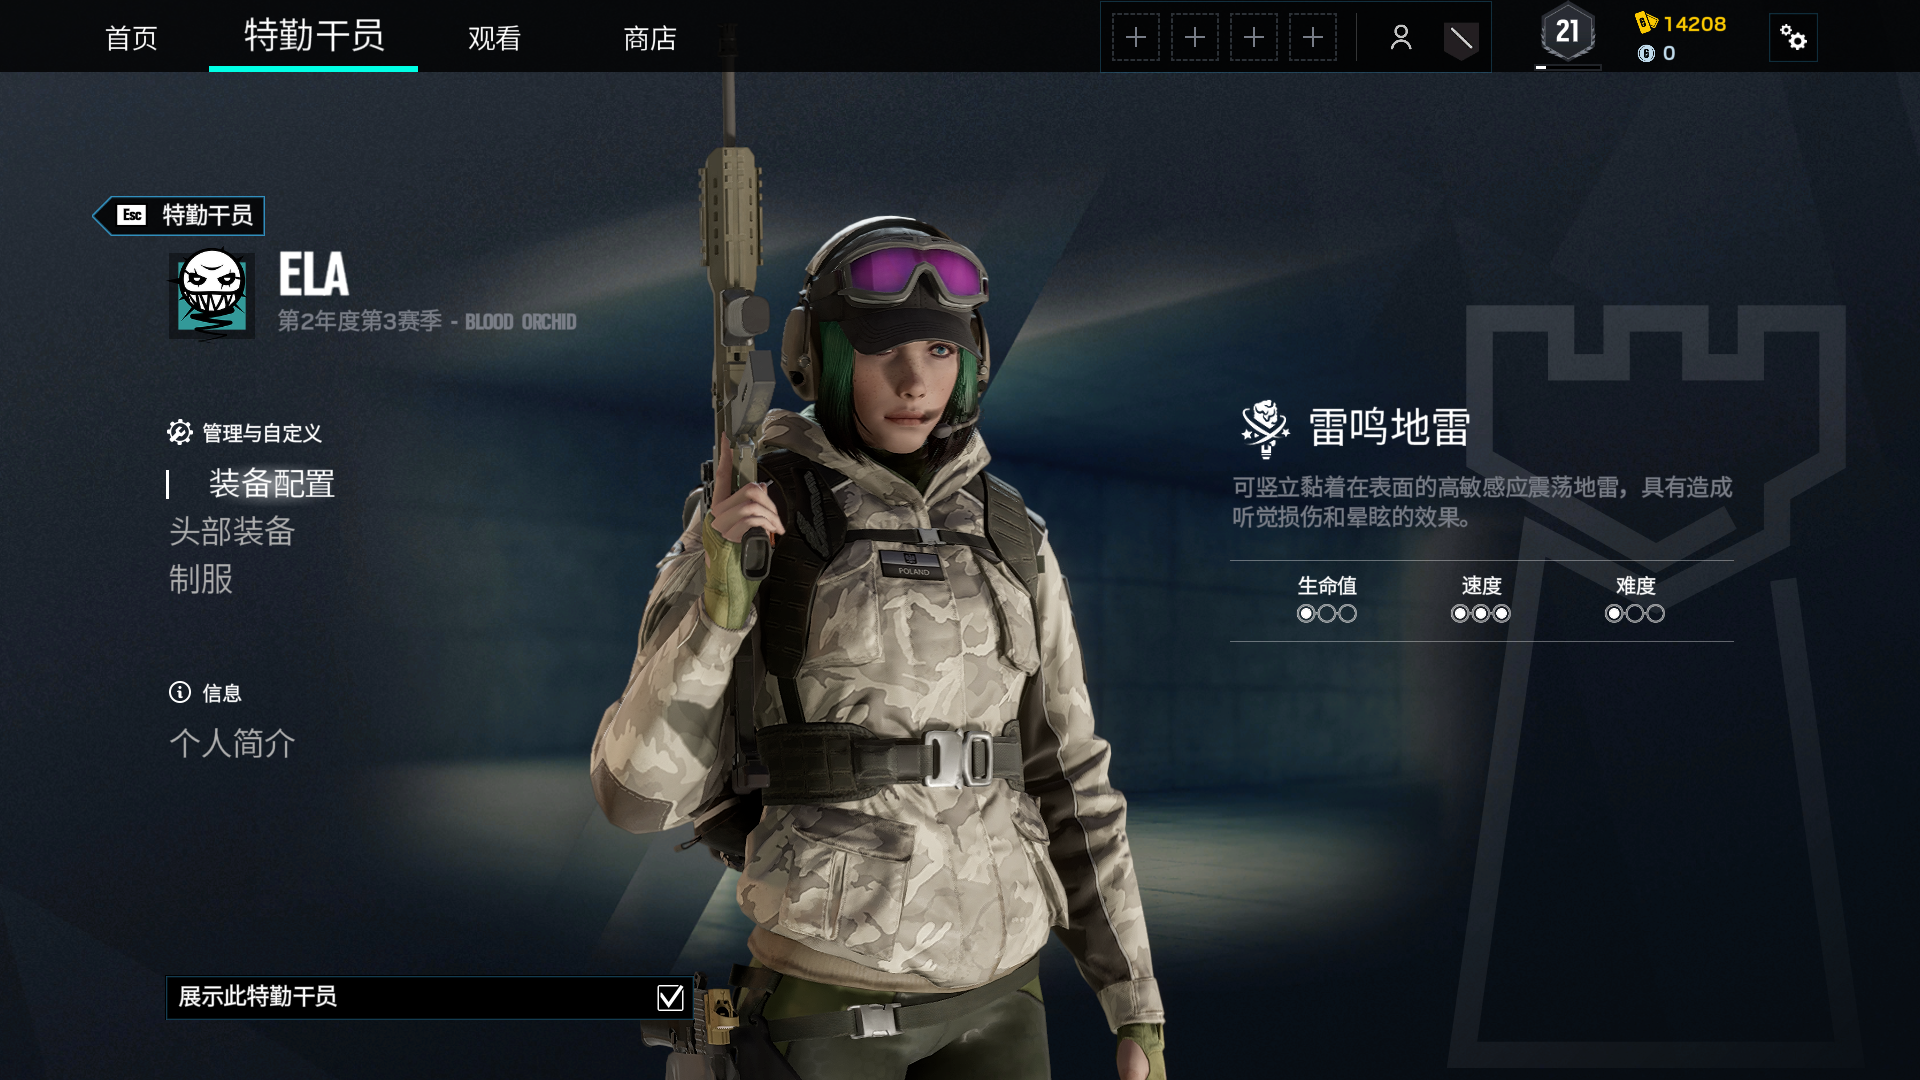 首页
特勤干员
观看
商店
21
14208
0
Esc 特勤干员
ELA
第2年度第3赛季 - BLOOD ORCHID
管理与自定义
装备配置
头部装备
制服
信息
个人简介
展示此特勤干员
POLAND
雷鸣地雷
可竖立黏着在表面的高敏感应震荡地雷，具有造成
听觉损伤和晕眩的效果。
生命值
速度
难度